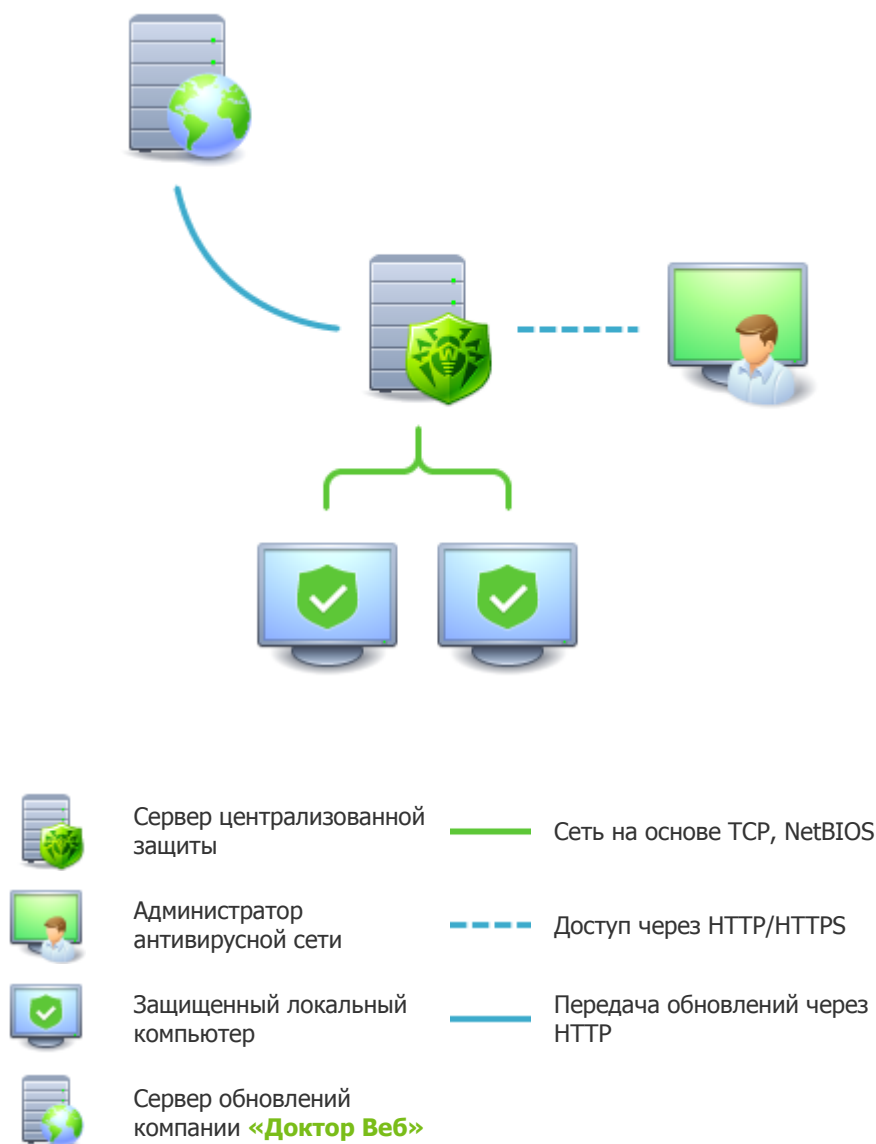 Сервер централизованной
защиты
Сеть на основе TCP, NetBIOS
Администратор
антивирусной сети
Доступ через HTTP/HTTPS
Защищенный локальный
компьютер
Передача обновлений через
HTTP
Сервер обновлений
компании «Доктор Веб»